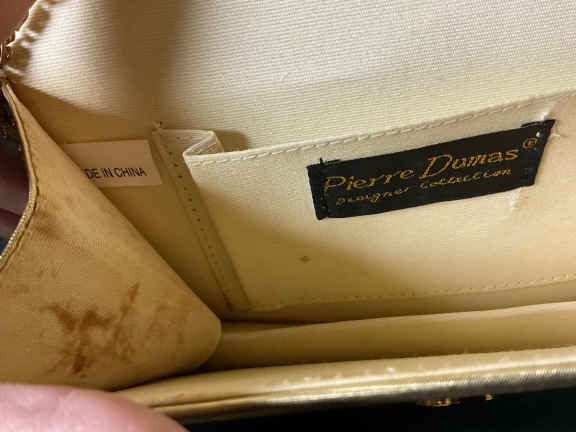 DE IN CHINA
Pierre Dumas®
Designer Collection